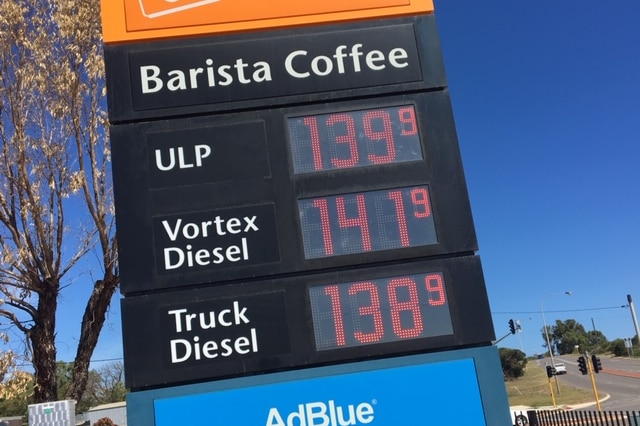 Barista Coffee
ULP 139.9
Vortex
Diesel 141.9
Truck
Diesel 138.9
AdBlue®